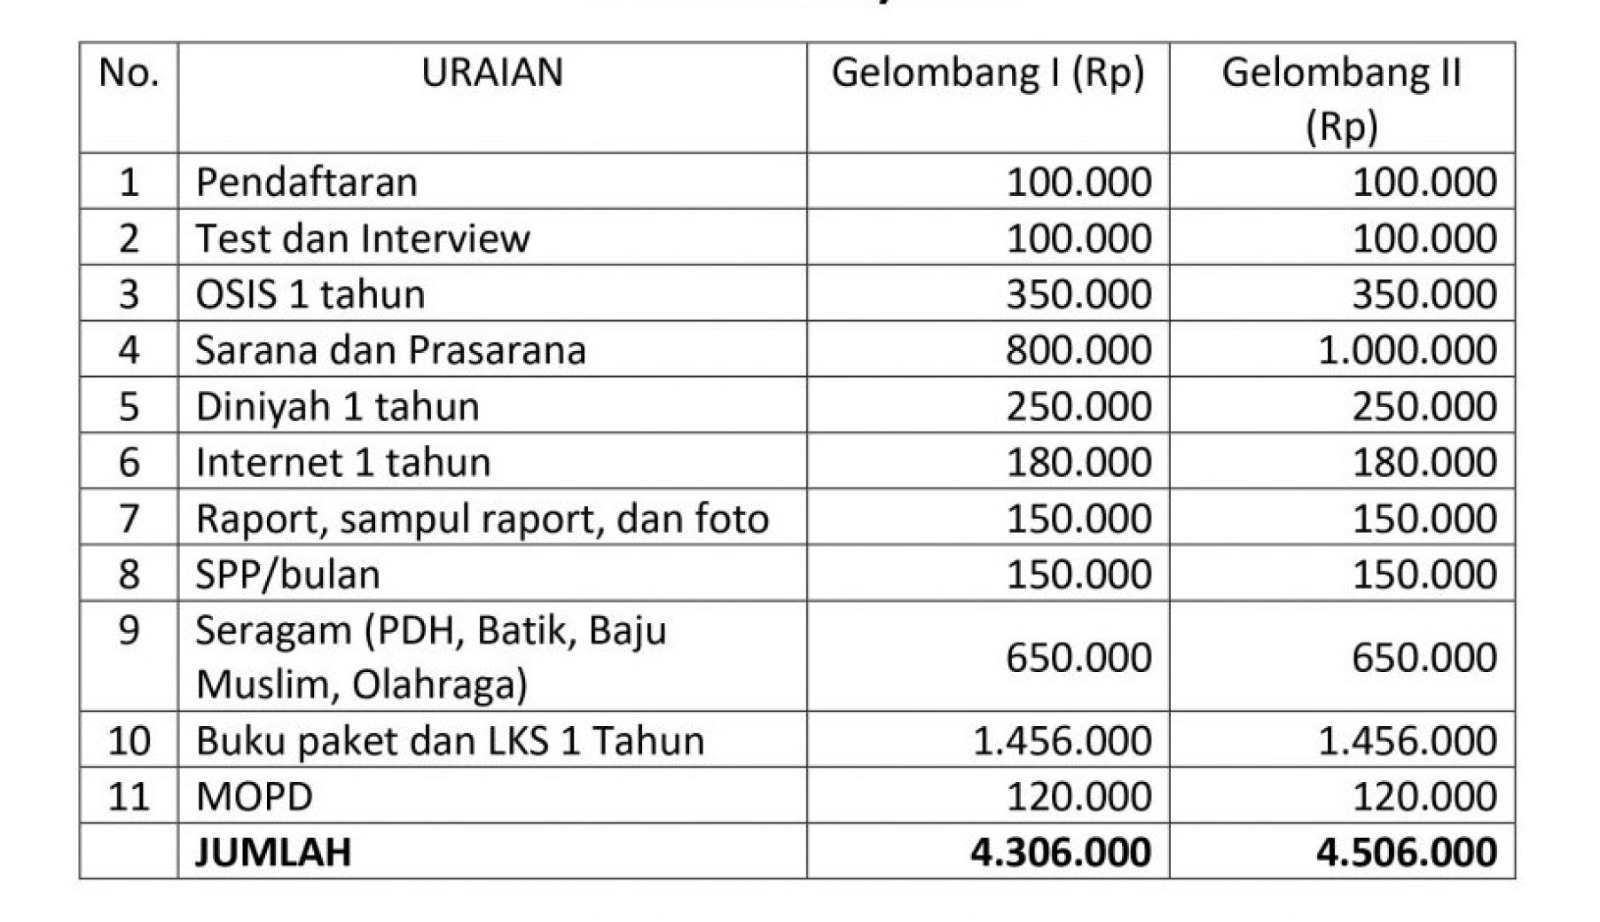 No. URAIAN Gelombang I (Rp) Gelombang II
(Rp)
1 Pendaftaran 100.000 100.000
2 Test dan Interview 100.000 100.000
3 OSIS 1 tahun 350.000 350.000
4 Sarana dan Prasarana 800.000 1.000.000
5 Diniyah 1 tahun 250.000 250.000
6 Internet 1 tahun 180.000 180.000
7 Raport, sampul raport, dan foto 150.000 150.000
8 SPP/bulan 150.000 150.000
9 Seragam (PDH, Batik, Baju
Muslim, Olahraga) 650.000 650.000
10 Buku paket dan LKS 1 Tahun 1.456.000 1.456.000
11 MOPD 120.000 120.000
JUMLAH 4.306.000 4.506.000